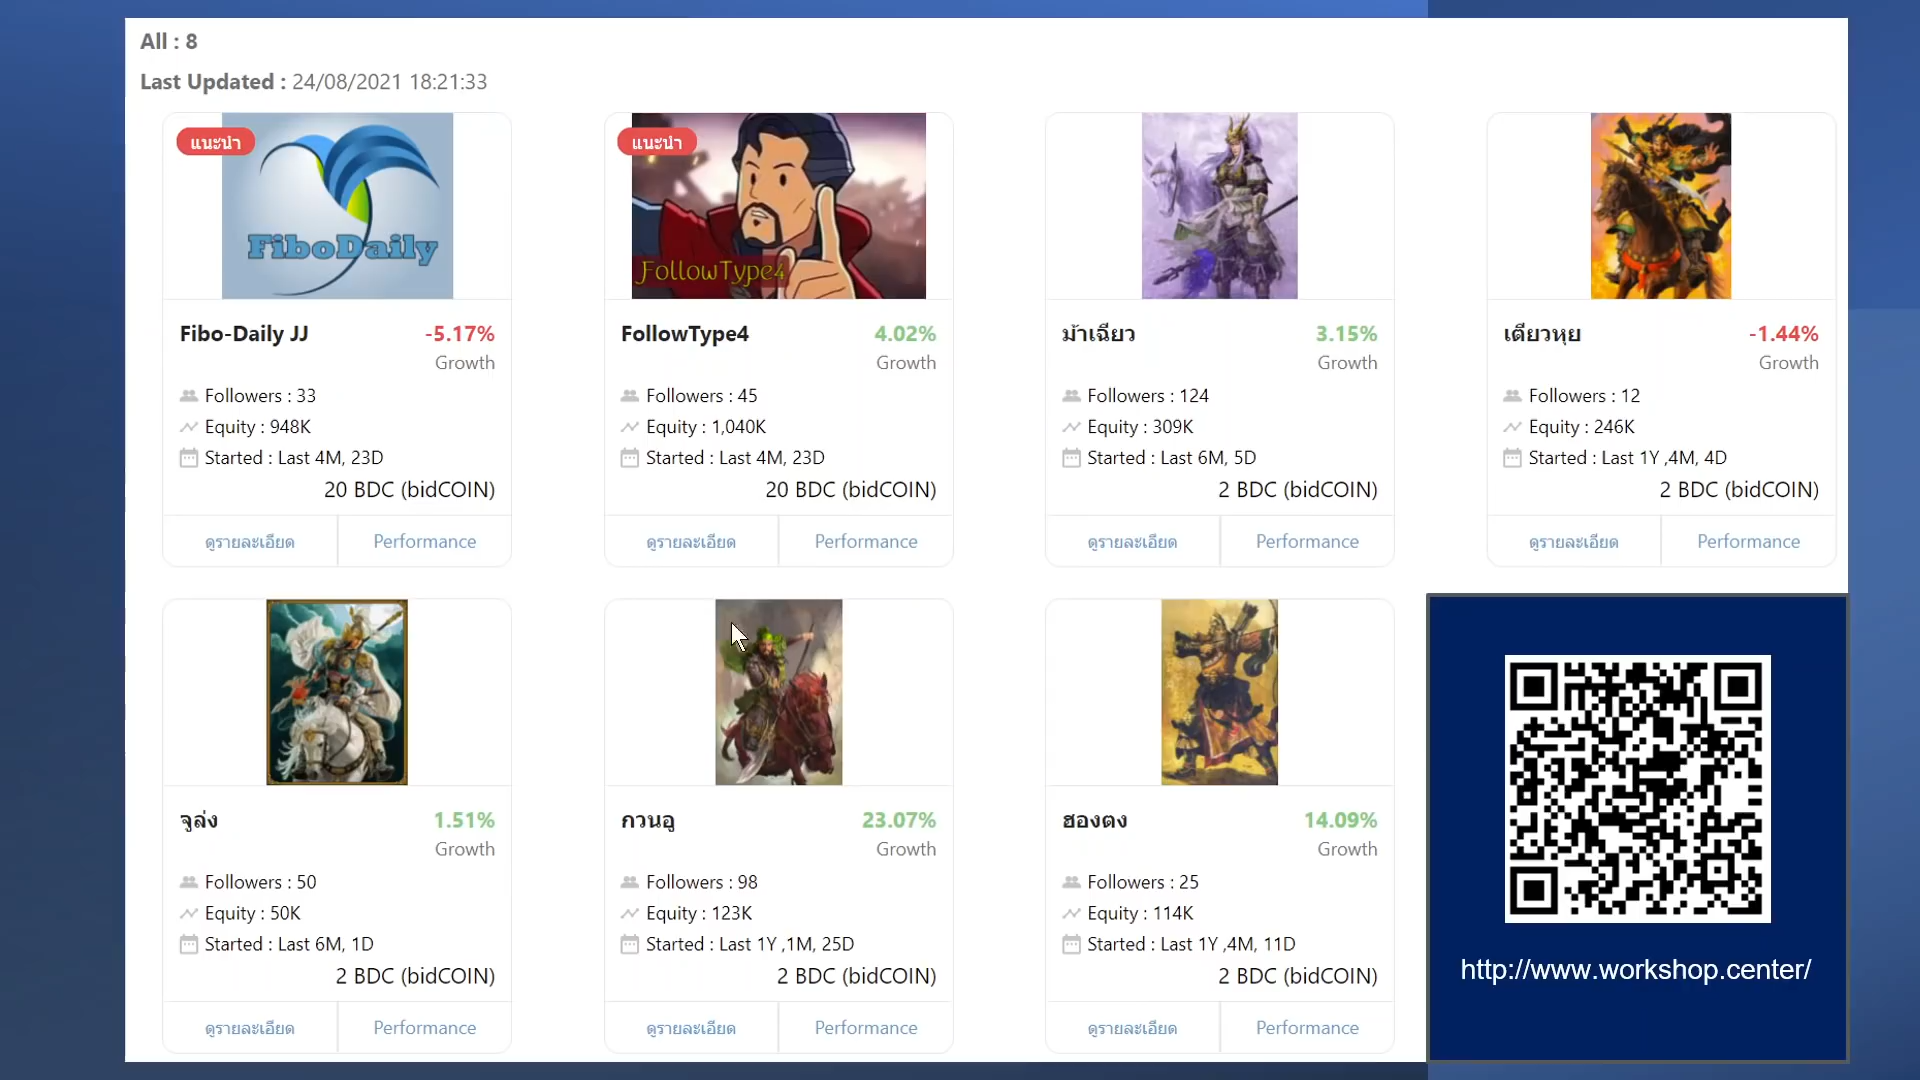 All : 8
Last Updated : 24/08/2021 18:21:33
แนะนำ
FiboDaily
Fibo-Daily JJ
-5.17%
Growth
Followers : 33
Equity : 948K
Started : Last 4M, 23D
20 BDC (bidCOIN)
ดูรายละเอียด
Performance
แนะนำ
FollowType4
FollowType4
4.02%
Growth
Followers : 45
Equity : 1,040K
Started : Last 4M, 23D
20 BDC (bidCOIN)
ดูรายละเอียด
Performance
ม้าเฉียว
3.15%
Growth
Followers : 124
Equity : 309K
Started : Last 6M, 5D
2 BDC (bidCOIN)
ดูรายละเอียด
Performance
เตียวหุย
-1.44%
Growth
Followers : 12
Equity : 246K
Started : Last 1Y ,4M, 4D
2 BDC (bidCOIN)
ดูรายละเอียด
Performance
จูล่ง
1.51%
Growth
Followers : 50
Equity : 50K
Started : Last 6M, 1D
2 BDC (bidCOIN)
ดูรายละเอียด
Performance
กวนอู
23.07%
Growth
Followers : 98
Equity : 123K
Started : Last 1Y ,1M, 25D
2 BDC (bidCOIN)
ดูรายละเอียด
Performance
ฮองตง
14.09%
Growth
Followers : 25
Equity : 114K
Started : Last 1Y ,4M, 11D
2 BDC (bidCOIN)
ดูรายละเอียด
Performance
http://www.workshop.center/